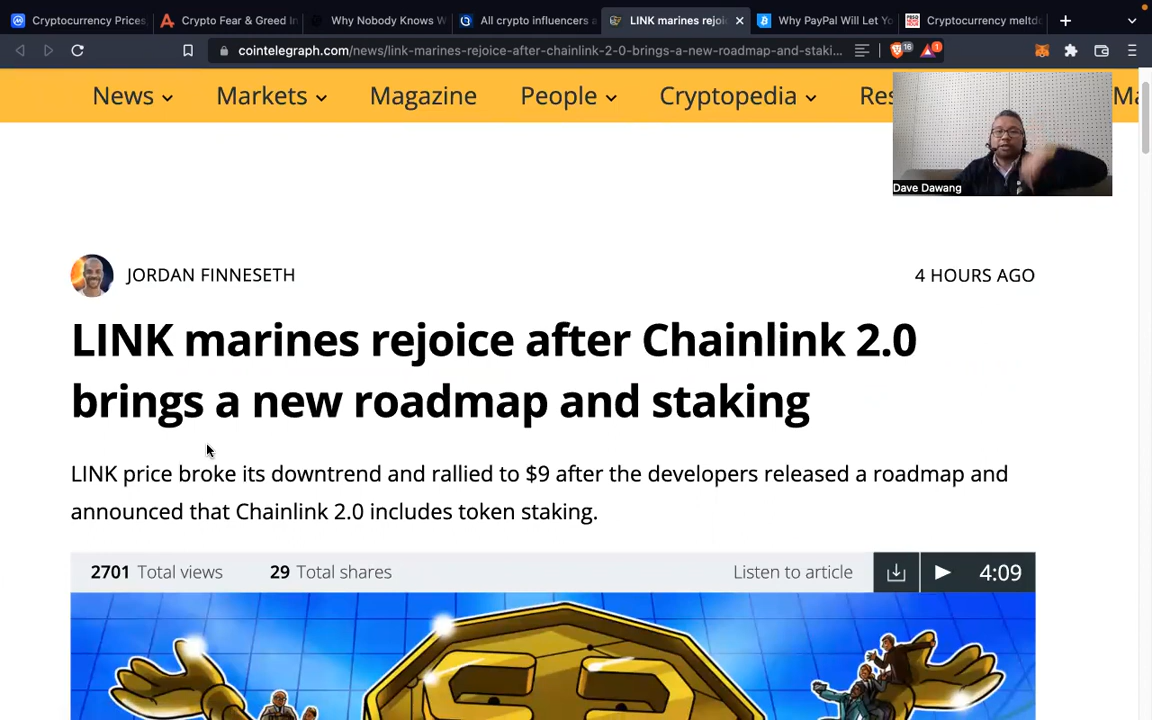 Cryptocurrency Prices,
Crypto Fear & Greed In
Why Nobody Knows W
All crypto influencers a
LINK marines rejoi
Why PayPal Will Let Yo
Cryptocurrency meltd
cointelegraph.com/news/link-marines-rejoice-after-chainlink-2-0-brings-a-new-roadmap-and-staki...
16
1
News
Markets
Magazine
People
Cryptopedia
Res
Ma
Dave Dawang
JORDAN FINNESETH
4 HOURS AGO
LINK marines rejoice after Chainlink 2.0
brings a new roadmap and staking
LINK price broke its downtrend and rallied to $9 after the developers released a roadmap and
announced that Chainlink 2.0 includes token staking.
2701 Total views
29 Total shares
Listen to article
4:09